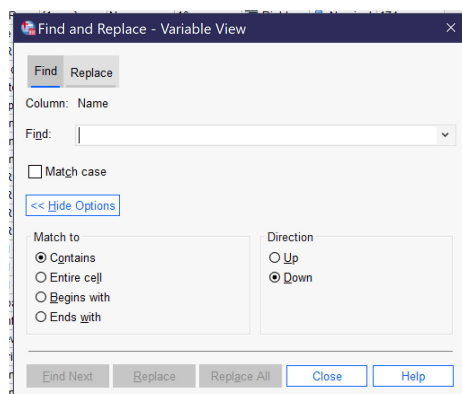 Find and Replace - Variable View
Find Replace
Column: Name
Find:
Match case
<< Hide Options
Match to
Contains
Entire cell
Begins with
Ends with
Direction
Up
Down
Find Next Replace Replace All Close Help